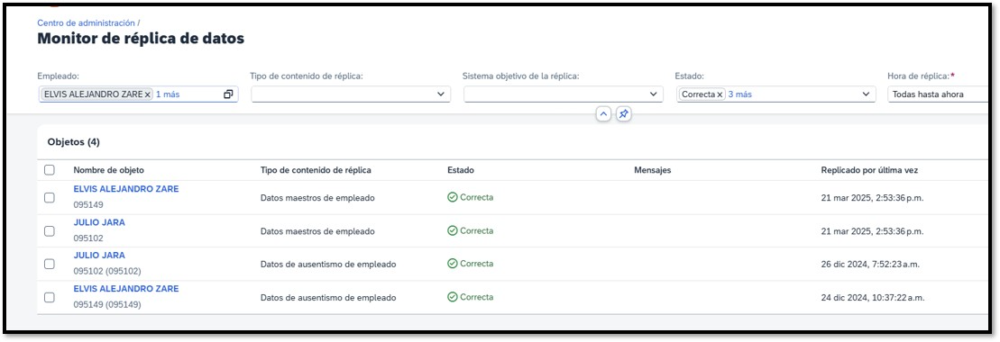 Centro de administración /
Monitor de réplica de datos
Empleado: Tipo de contenido de réplica: Sistema objetivo de la réplica: Estado: Hora de réplica:*
ELVIS ALEJANDRO ZARE × 1 más Correcta × 3 más Todas hasta ahora
Objetos (4)
Nombre de objeto Tipo de contenido de réplica Estado Mensajes Replicado por última vez
ELVIS ALEJANDRO ZARE
095149 Datos maestros de empleado Correcta 21 mar 2025, 2:53:36 p.m.
JULIO JARA
095102 Datos maestros de empleado Correcta 21 mar 2025, 2:53:36 p.m.
JULIO JARA
095102 (095102) Datos de ausentismo de empleado Correcta 26 dic 2024, 7:52:23 a.m.
ELVIS ALEJANDRO ZARE
095149 (095149) Datos de ausentismo de empleado Correcta 24 dic 2024, 10:37:22 a.m.